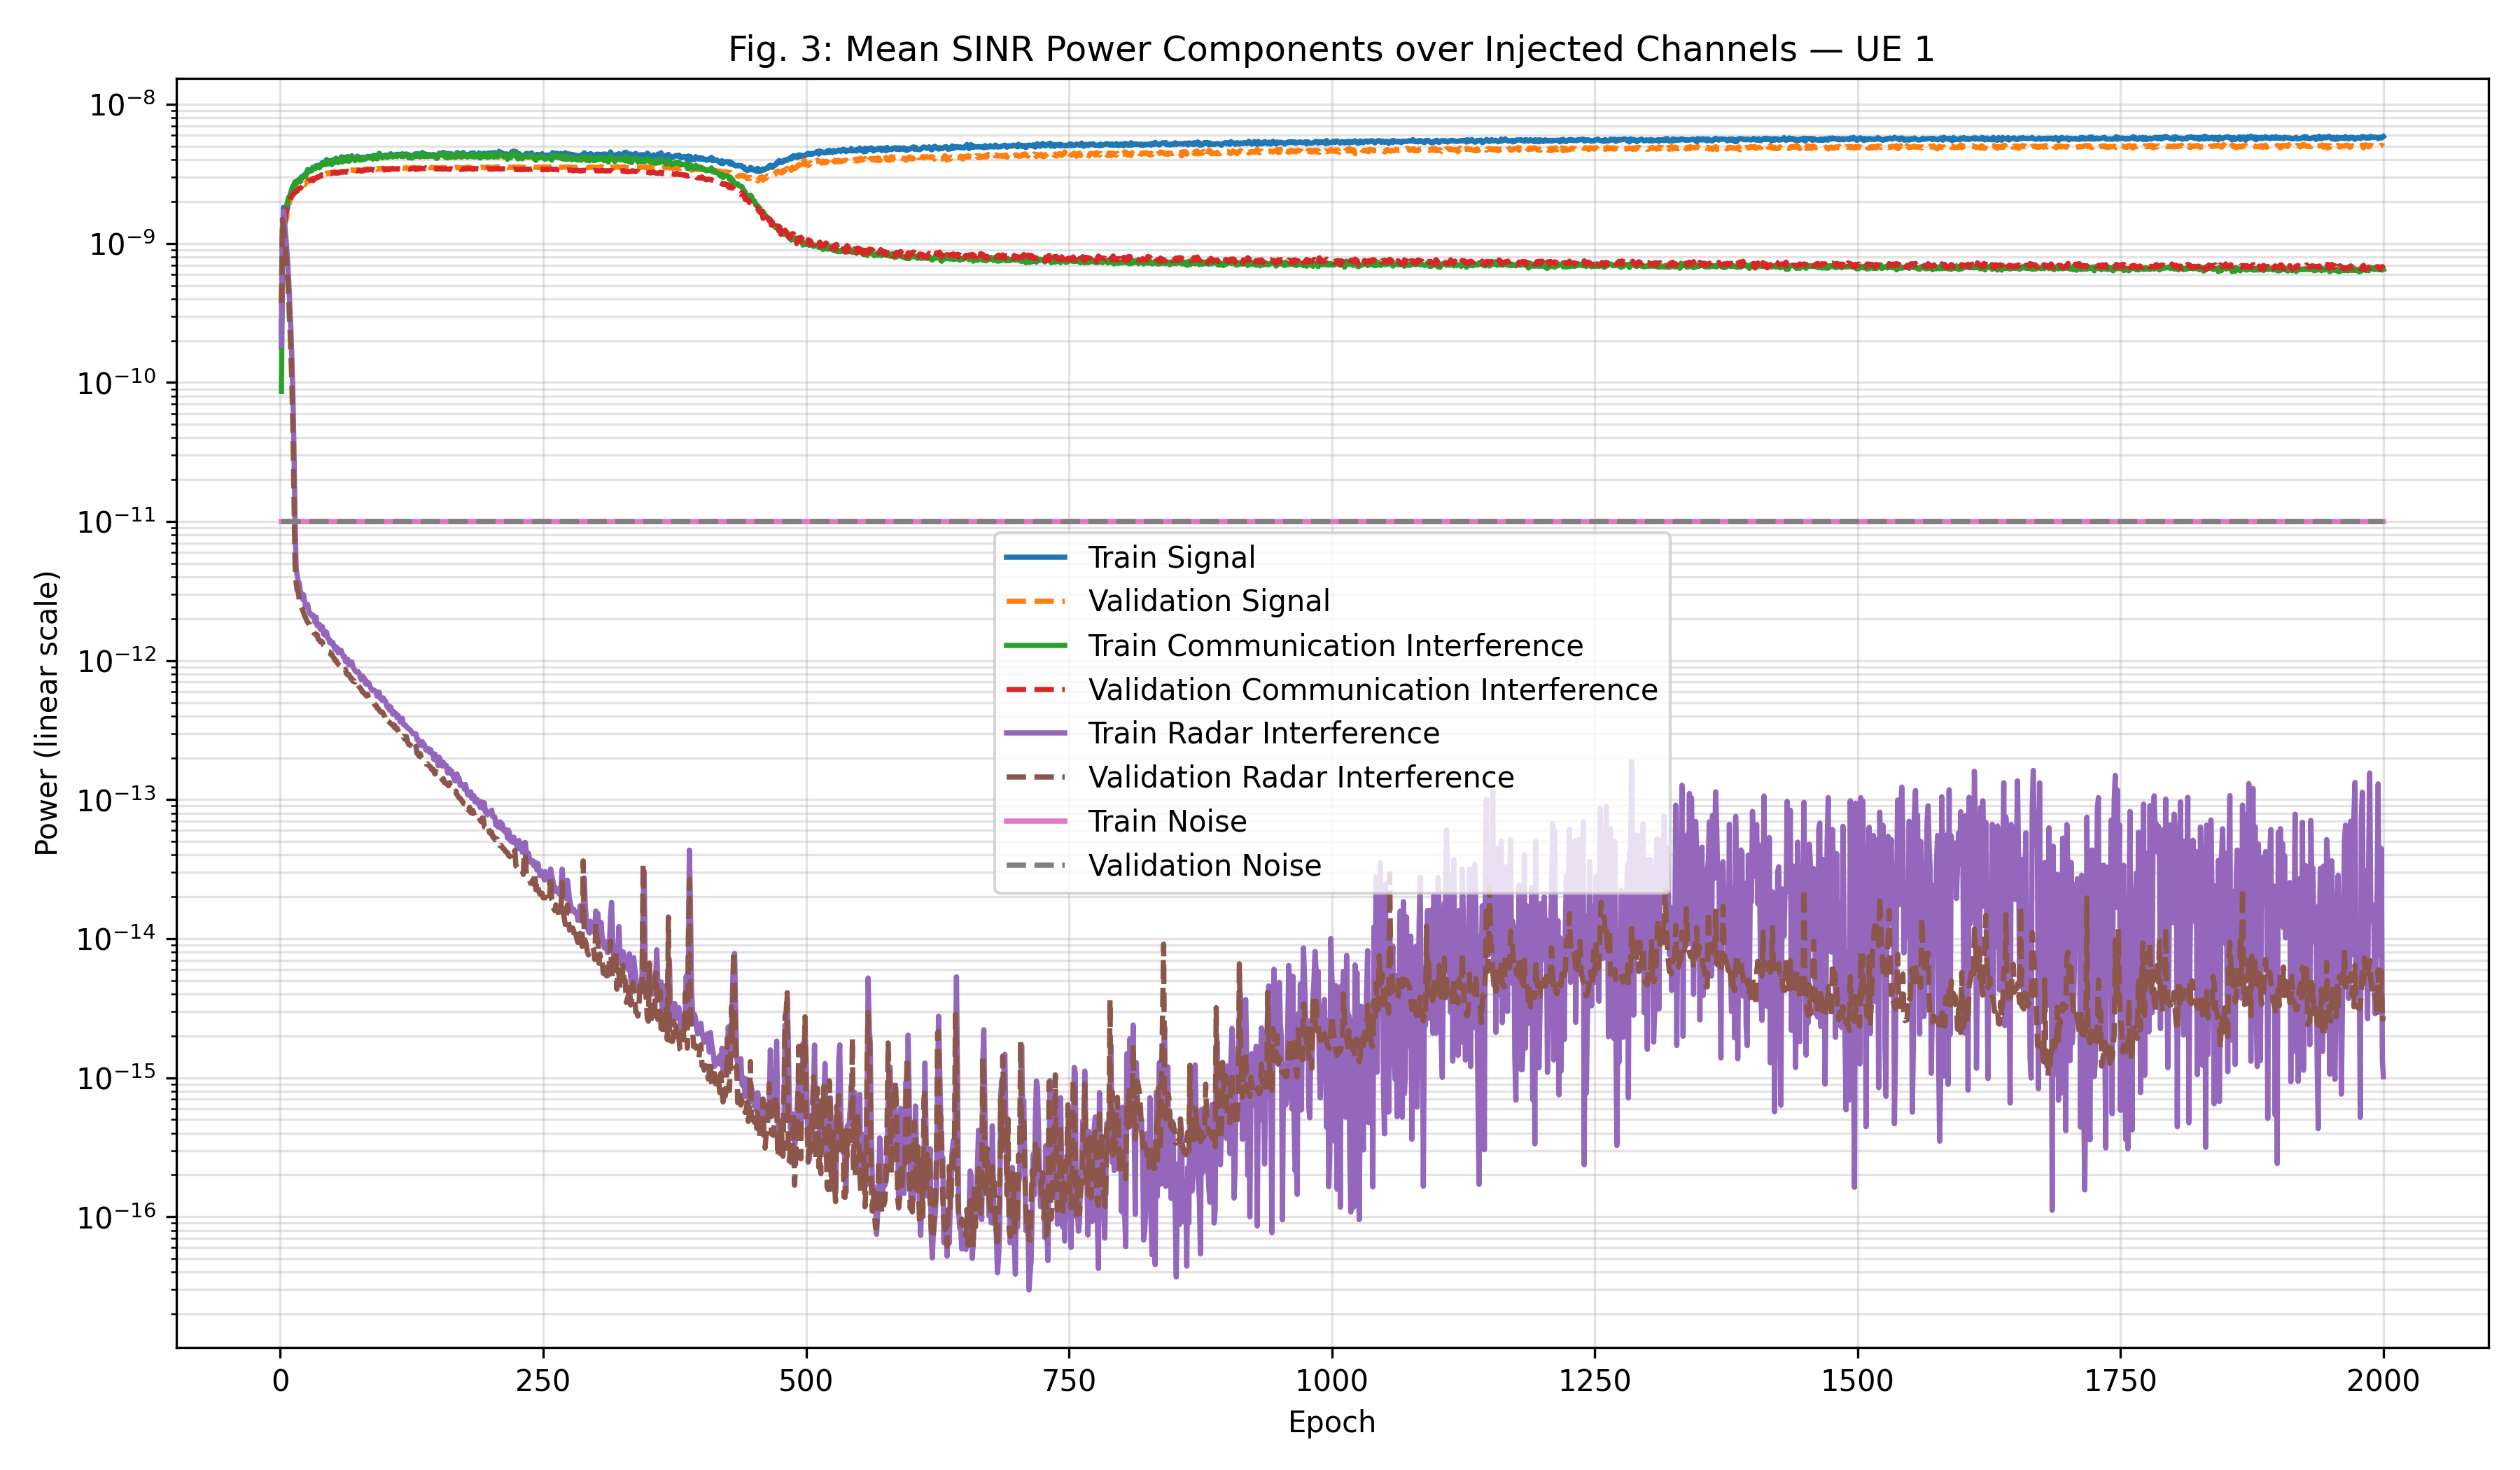 Fig. 3: Mean SINR Power Components over Injected Channels — UE 1
Power (linear scale)
10⁻⁸
10⁻⁹
10⁻¹⁰
10⁻¹¹
10⁻¹²
10⁻¹³
10⁻¹⁴
10⁻¹⁵
10⁻¹⁶
Train Signal
Validation Signal
Train Communication Interference
Validation Communication Interference
Train Radar Interference
Validation Radar Interference
Train Noise
Validation Noise
0 250 500 750 1000 1250 1500 1750 2000
Epoch